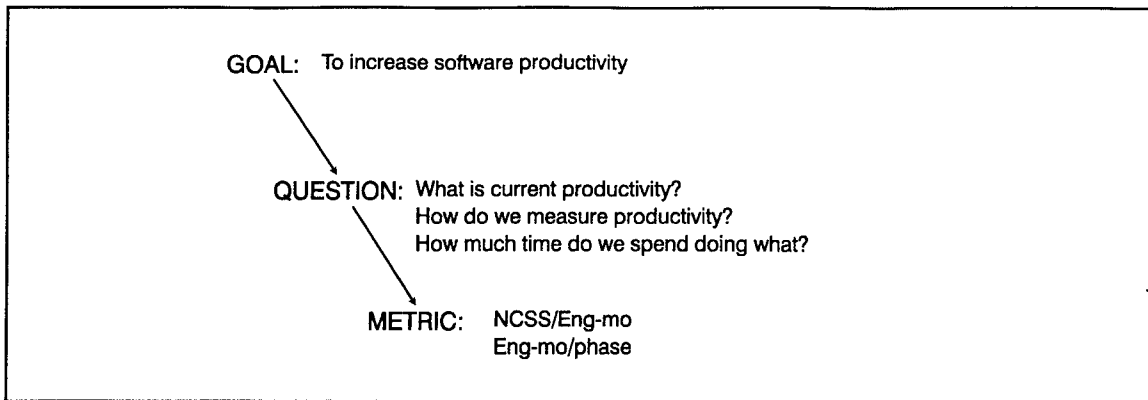 GOAL: To increase software productivity
QUESTION: What is current productivity?
How do we measure productivity?
How much time do we spend doing what?
METRIC: NCSS/Eng-mo
Eng-mo/phase